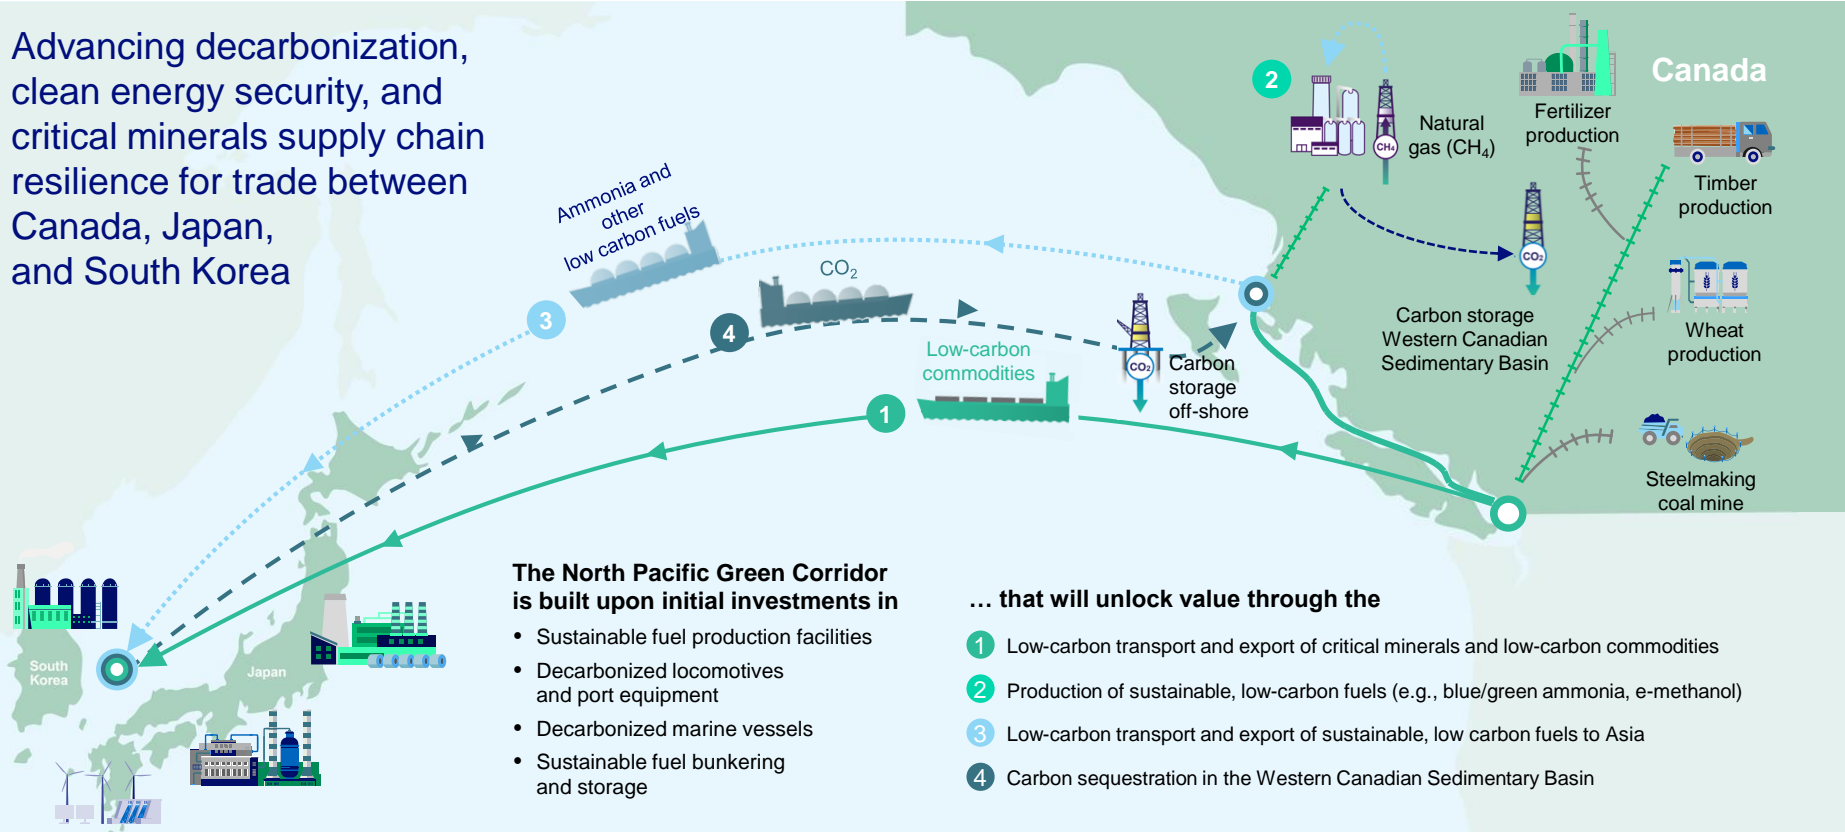 Advancing decarbonization,
clean energy security, and
critical minerals supply chain
resilience for trade between
Canada, Japan,
and South Korea
Canada
2
Natural
gas (CH₄)
CH₄
Fertilizer
production
Timber
production
Wheat
production
Steelmaking
coal mine
CO₂
Carbon storage
Western Canadian
Sedimentary Basin
Ammonia and
other
low carbon fuels
3
CO₂
4
Low-carbon
commodities
1
CO₂
Carbon
storage
off-shore
South
Korea
Japan
The North Pacific Green Corridor
is built upon initial investments in
• Sustainable fuel production facilities
• Decarbonized locomotives
and port equipment
• Decarbonized marine vessels
• Sustainable fuel bunkering
and storage
… that will unlock value through the
1 Low-carbon transport and export of critical minerals and low-carbon commodities
2 Production of sustainable, low-carbon fuels (e.g., blue/green ammonia, e-methanol)
3 Low-carbon transport and export of sustainable, low carbon fuels to Asia
4 Carbon sequestration in the Western Canadian Sedimentary Basin